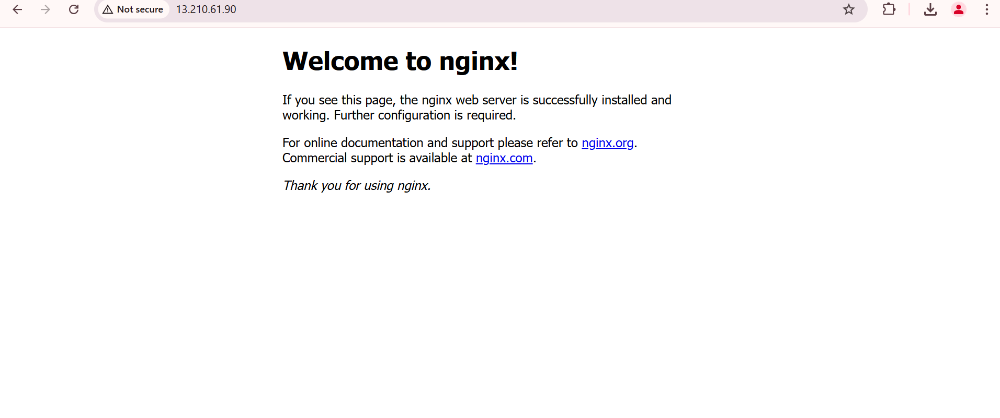 Not secure 13.210.61.90
Welcome to nginx!
If you see this page, the nginx web server is successfully installed and
working. Further configuration is required.
For online documentation and support please refer to nginx.org.
Commercial support is available at nginx.com.
Thank you for using nginx.